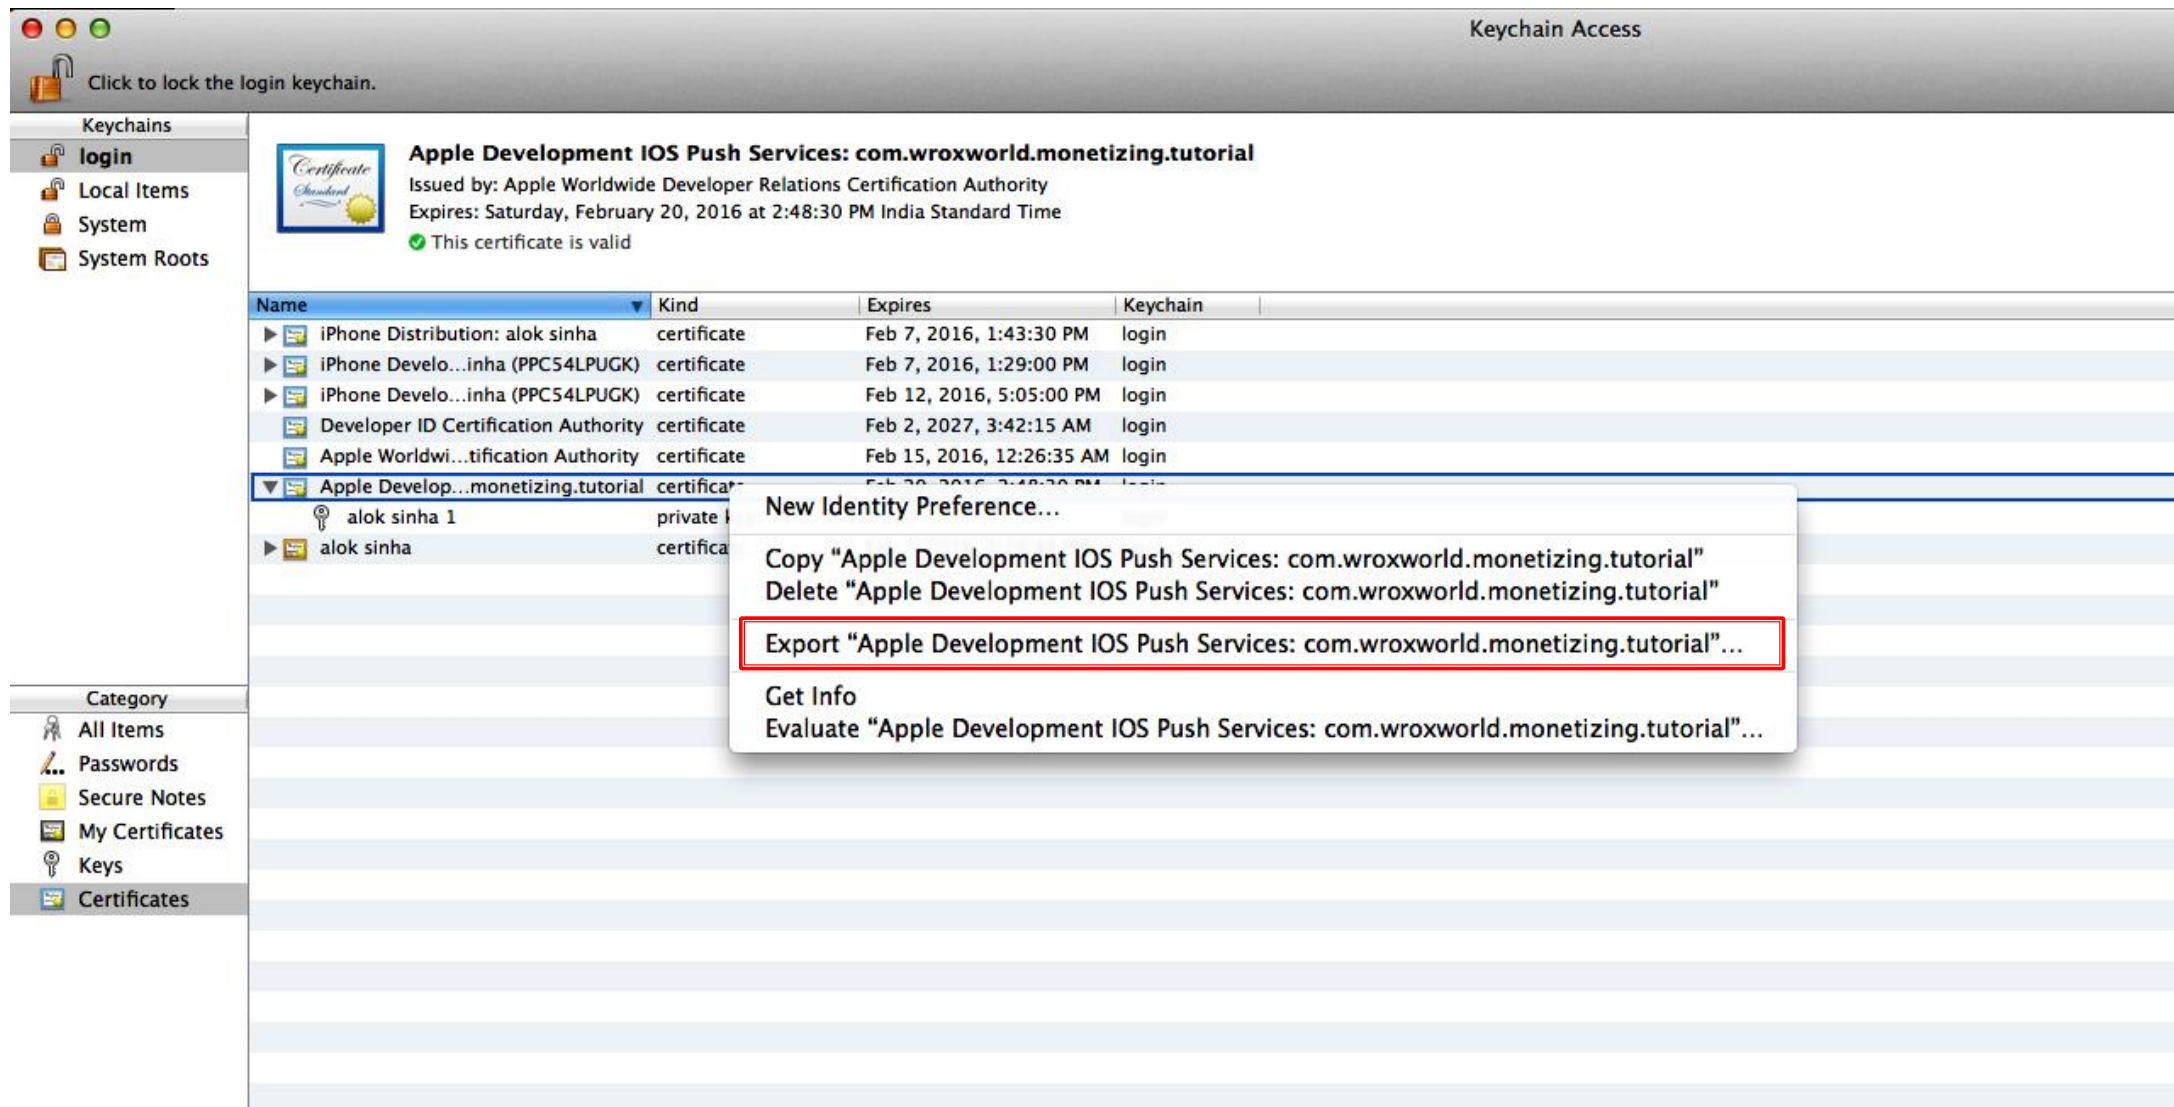 Keychain Access
Click to lock the login keychain.
Keychains
login
Local Items
System
System Roots
Certificate
Standard
Apple Development IOS Push Services: com.wroxworld.monetizing.tutorial
Issued by: Apple Worldwide Developer Relations Certification Authority
Expires: Saturday, February 20, 2016 at 2:48:30 PM India Standard Time
This certificate is valid
Name Kind Expires Keychain
iPhone Distribution: alok sinha certificate Feb 7, 2016, 1:43:30 PM login
iPhone Develo...inha (PPC54LPUGK) certificate Feb 7, 2016, 1:29:00 PM login
iPhone Develo...inha (PPC54LPUGK) certificate Feb 12, 2016, 5:05:00 PM login
Developer ID Certification Authority certificate Feb 2, 2027, 3:42:15 AM login
Apple Worldwi...tification Authority certificate Feb 15, 2016, 12:26:35 AM login
Apple Develop...monetizing.tutorial
alok sinha 1 private
alok sinha
New Identity Preference...
Copy “Apple Development IOS Push Services: com.wroxworld.monetizing.tutorial”
Delete “Apple Development IOS Push Services: com.wroxworld.monetizing.tutorial”
Export “Apple Development IOS Push Services: com.wroxworld.monetizing.tutorial”...
Get Info
Evaluate “Apple Development IOS Push Services: com.wroxworld.monetizing.tutorial”...
Category
All Items
Passwords
Secure Notes
My Certificates
Keys
Certificates